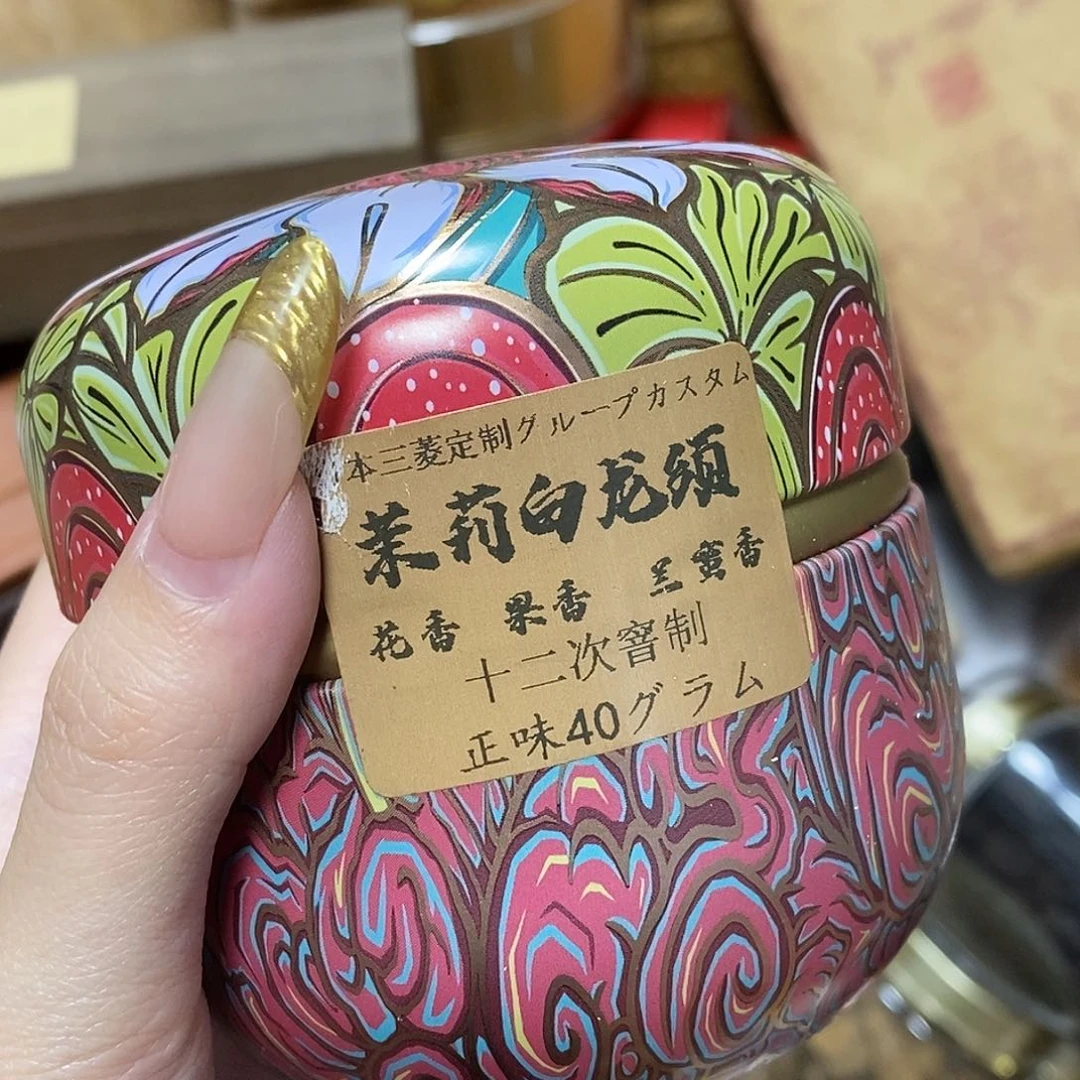 本三菱定制グループカスタム
茉莉白龙须
花香 果香 兰蜜香
十二次窨制
正味40グラム